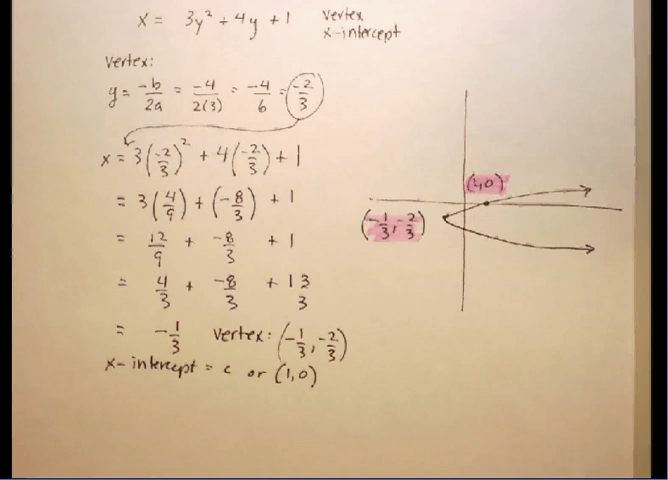 x = 3y² + 4y + 1 vertex
x-intercept
vertex:
y = -b/2a = -4/2(3) = -4/6 = -2/3
x = 3(-2/3)² + 4(-2/3) + 1
= 3(4/9) + (-8/3) + 1
= 12/9 + -8/3 + 1
= 4/3 + -8/3 + 1 3/3
= -1/3 vertex: (-1/3, -2/3)
x-intercept = c or (1,0)
(1,0)
(-1/3, -2/3)